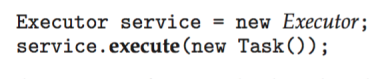 Executor service = new Executor;
service.execute(new Task());